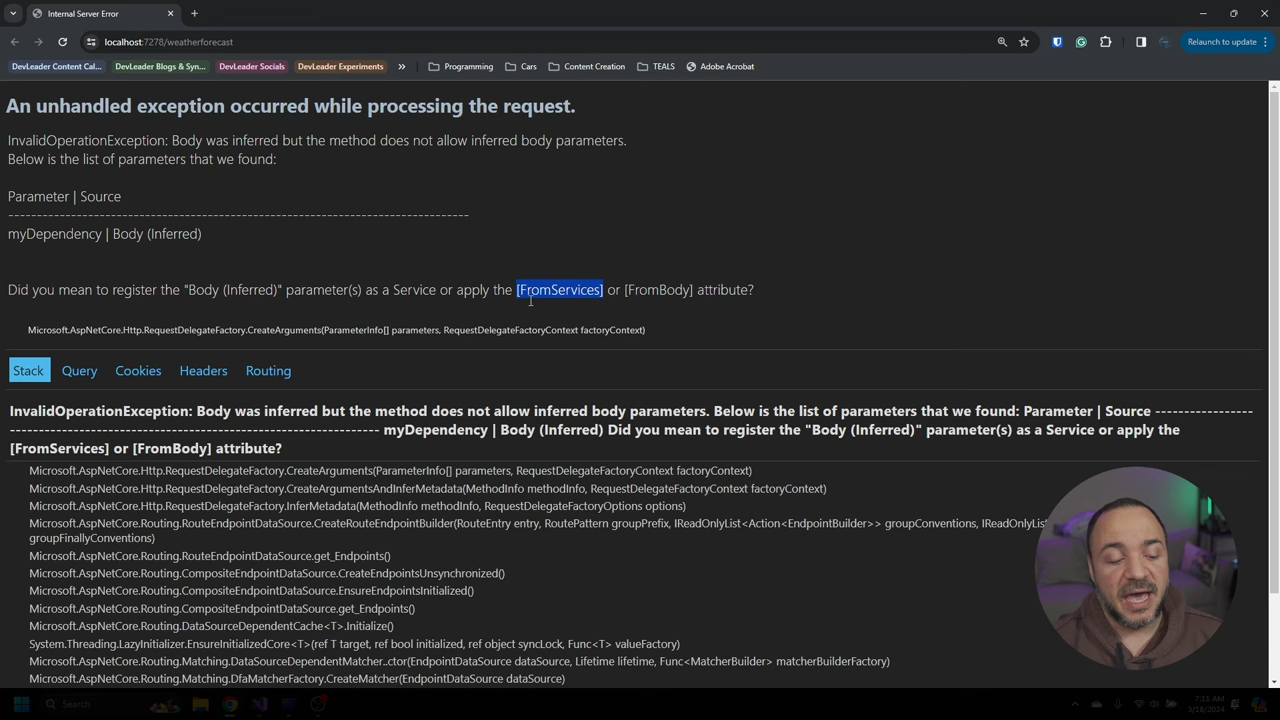 Internal Server Error
localhost:7278/weatherforecast
Relaunch to update
DevLeader Content Cal...
DevLeader Blogs & Syn...
DevLeader Socials
DevLeader Experiments
»
Programming
Cars
Content Creation
TEALS
Adobe Acrobat
An unhandled exception occurred while processing the request.
InvalidOperationException: Body was inferred but the method does not allow inferred body parameters.
Below is the list of parameters that we found:
Parameter | Source
---------------------------------------------------------------------------------
myDependency | Body (Inferred)
Did you mean to register the "Body (Inferred)" parameter(s) as a Service or apply the [FromServices] or [FromBody] attribute?
Microsoft.AspNetCore.Http.RequestDelegateFactory.CreateArguments(ParameterInfo[] parameters, RequestDelegateFactoryContext factoryContext)
Stack
Query
Cookies
Headers
Routing
InvalidOperationException: Body was inferred but the method does not allow inferred body parameters. Below is the list of parameters that we found: Parameter | Source -----------------
--------------------------------------------------------------- myDependency | Body (Inferred) Did you mean to register the "Body (Inferred)" parameter(s) as a Service or apply the
[FromServices] or [FromBody] attribute?
Microsoft.AspNetCore.Http.RequestDelegateFactory.CreateArguments(ParameterInfo[] parameters, RequestDelegateFactoryContext factoryContext)
Microsoft.AspNetCore.Http.RequestDelegateFactory.CreateArgumentsAndInferMetadata(MethodInfo methodInfo, RequestDelegateFactoryContext factoryContext)
Microsoft.AspNetCore.Http.RequestDelegateFactory.InferMetadata(MethodInfo methodInfo, RequestDelegateFactoryOptions options)
Microsoft.AspNetCore.Routing.RouteEndpointDataSource.CreateRouteEndpointBuilder(RouteEntry entry, RoutePattern groupPrefix, IReadOnlyList<Action<EndpointBuilder>> groupConventions, IReadOnlyList
groupFinallyConventions)
Microsoft.AspNetCore.Routing.RouteEndpointDataSource.get_Endpoints()
Microsoft.AspNetCore.Routing.CompositeEndpointDataSource.CreateEndpointsUnsynchronized()
Microsoft.AspNetCore.Routing.CompositeEndpointDataSource.EnsureEndpointsInitialized()
Microsoft.AspNetCore.Routing.CompositeEndpointDataSource.get_Endpoints()
Microsoft.AspNetCore.Routing.DataSourceDependentCache<T>.Initialize()
System.Threading.LazyInitializer.EnsureInitializedCore<T>(ref T target, ref bool initialized, ref object syncLock, Func<T> valueFactory)
Microsoft.AspNetCore.Routing.Matching.DataSourceDependentMatcher..ctor(EndpointDataSource dataSource, Lifetime lifetime, Func<MatcherBuilder> matcherBuilderFactory)
Microsoft.AspNetCore.Routing.Matching.DfaMatcherFactory.CreateMatcher(EndpointDataSource dataSource)
Search
7:11 AM
3/18/2024